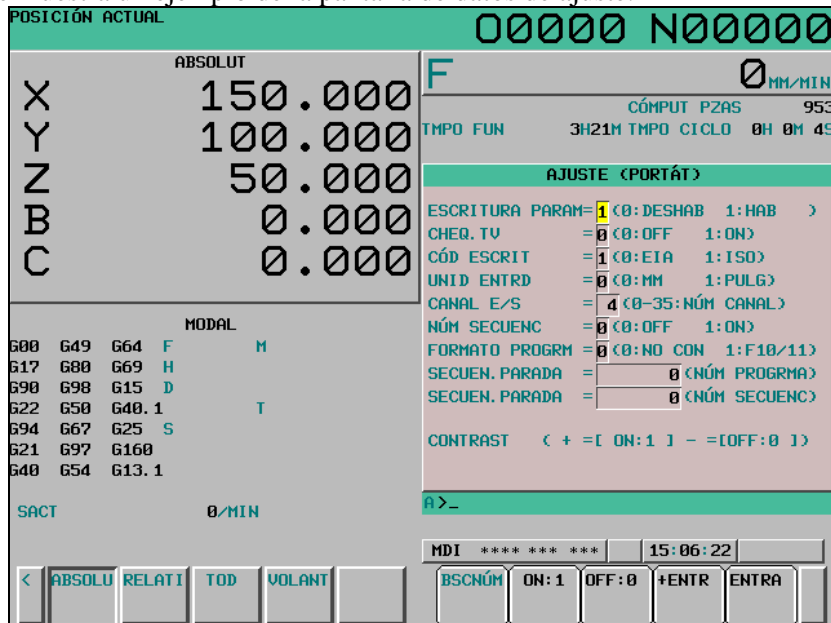 POSICIÓN ACTUAL
O0000 N00000
ABSOLUT
X 150.000
Y 100.000
Z 50.000
B 0.000
C 0.000
F 0 MM/MIN
CÓMPUT PZAS 953
TMPO FUN 3H21M TMPO CICLO 0H 0M 4S
MODAL
G00 G49 G64 F M
G17 G80 G69 H
G90 G98 G15 D
G22 G50 G40.1 T
G94 G67 G25 S
G21 G97 G160
G40 G54 G13.1
SACT 0/MIN
AJUSTE (PORTÁT)
ESCRITURA PARAM= 1 (0:DESHAB 1:HAB )
CHEQ.TV = 0 (0:OFF 1:ON)
CÓD ESCRIT = 1 (0:EIA 1:ISO)
UNID ENTRD = 0 (0:MM 1:PULG)
CANAL E/S = 4 (0-35:NÚM CANAL)
NÚM SECUENC = 0 (0:OFF 1:ON)
FORMATO PROGRM = 0 (0:NO CON 1:F10/11)
SECUEN.PARADA = 0 (NÚM PROGRMA)
SECUEN.PARADA = 0 (NÚM SECUENC)
CONTRAST ( + =[ ON:1 ] - =[OFF:0 ])
A>_
MDI **** *** *** 15:06:22
< ABSOLU RELATI TOD VOLANT
BSCNÚM ON:1 OFF:0 +ENTR ENTRA